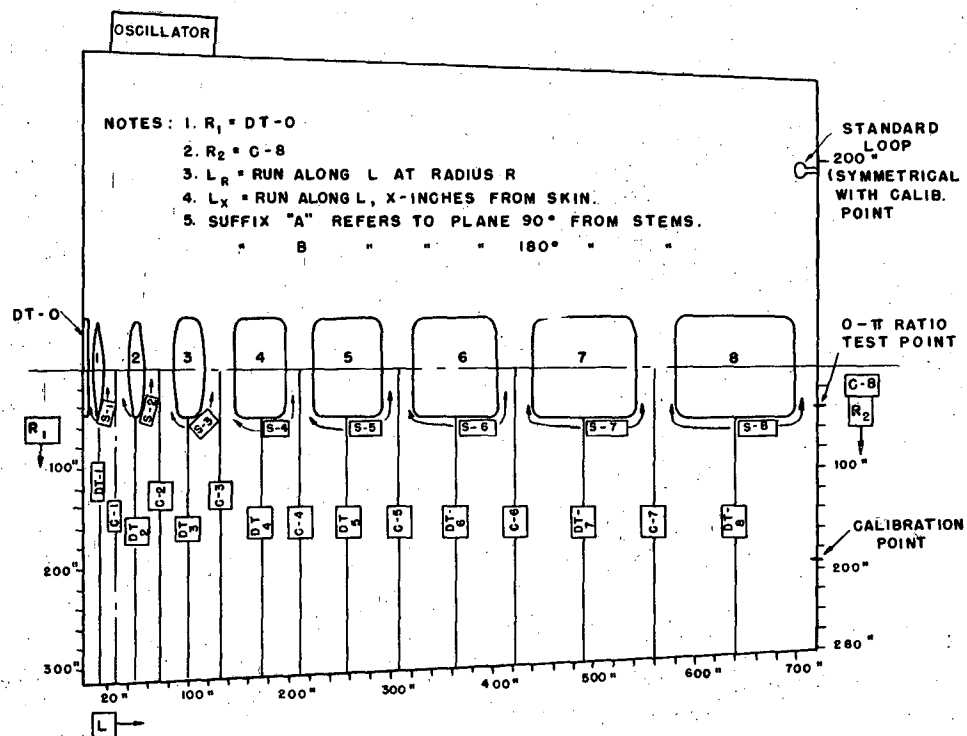 OSCILLATOR
NOTES: 1. R₁ = DT-0
2. R₂ = C-8
3. L_R = RUN ALONG L AT RADIUS R
4. L_X = RUN ALONG L, X-INCHES FROM SKIN.
5. SUFFIX "A" REFERS TO PLANE 90° FROM STEMS.
" B " " " 180° " "
STANDARD
LOOP
200"
(SYMMETRICAL
WITH CALIB.
POINT
DT-0
O-π RATIO
TEST POINT
1
2
3
4
5
6
7
8
C-8
R₂
R₁
S-1
S-2
S-3
S-4
S-5
S-6
S-7
S-8
100"
100"
DT-1
C-1
DT 2
C-2
DT 3
C-3
DT 4
C-4
DT 5
C-5
DT-6
C-6
DT-7
C-7
DT-8
CALIBRATION
POINT
200"
200"
300"
260"
20"
100"
200"
300"
400"
500"
600"
700"
L